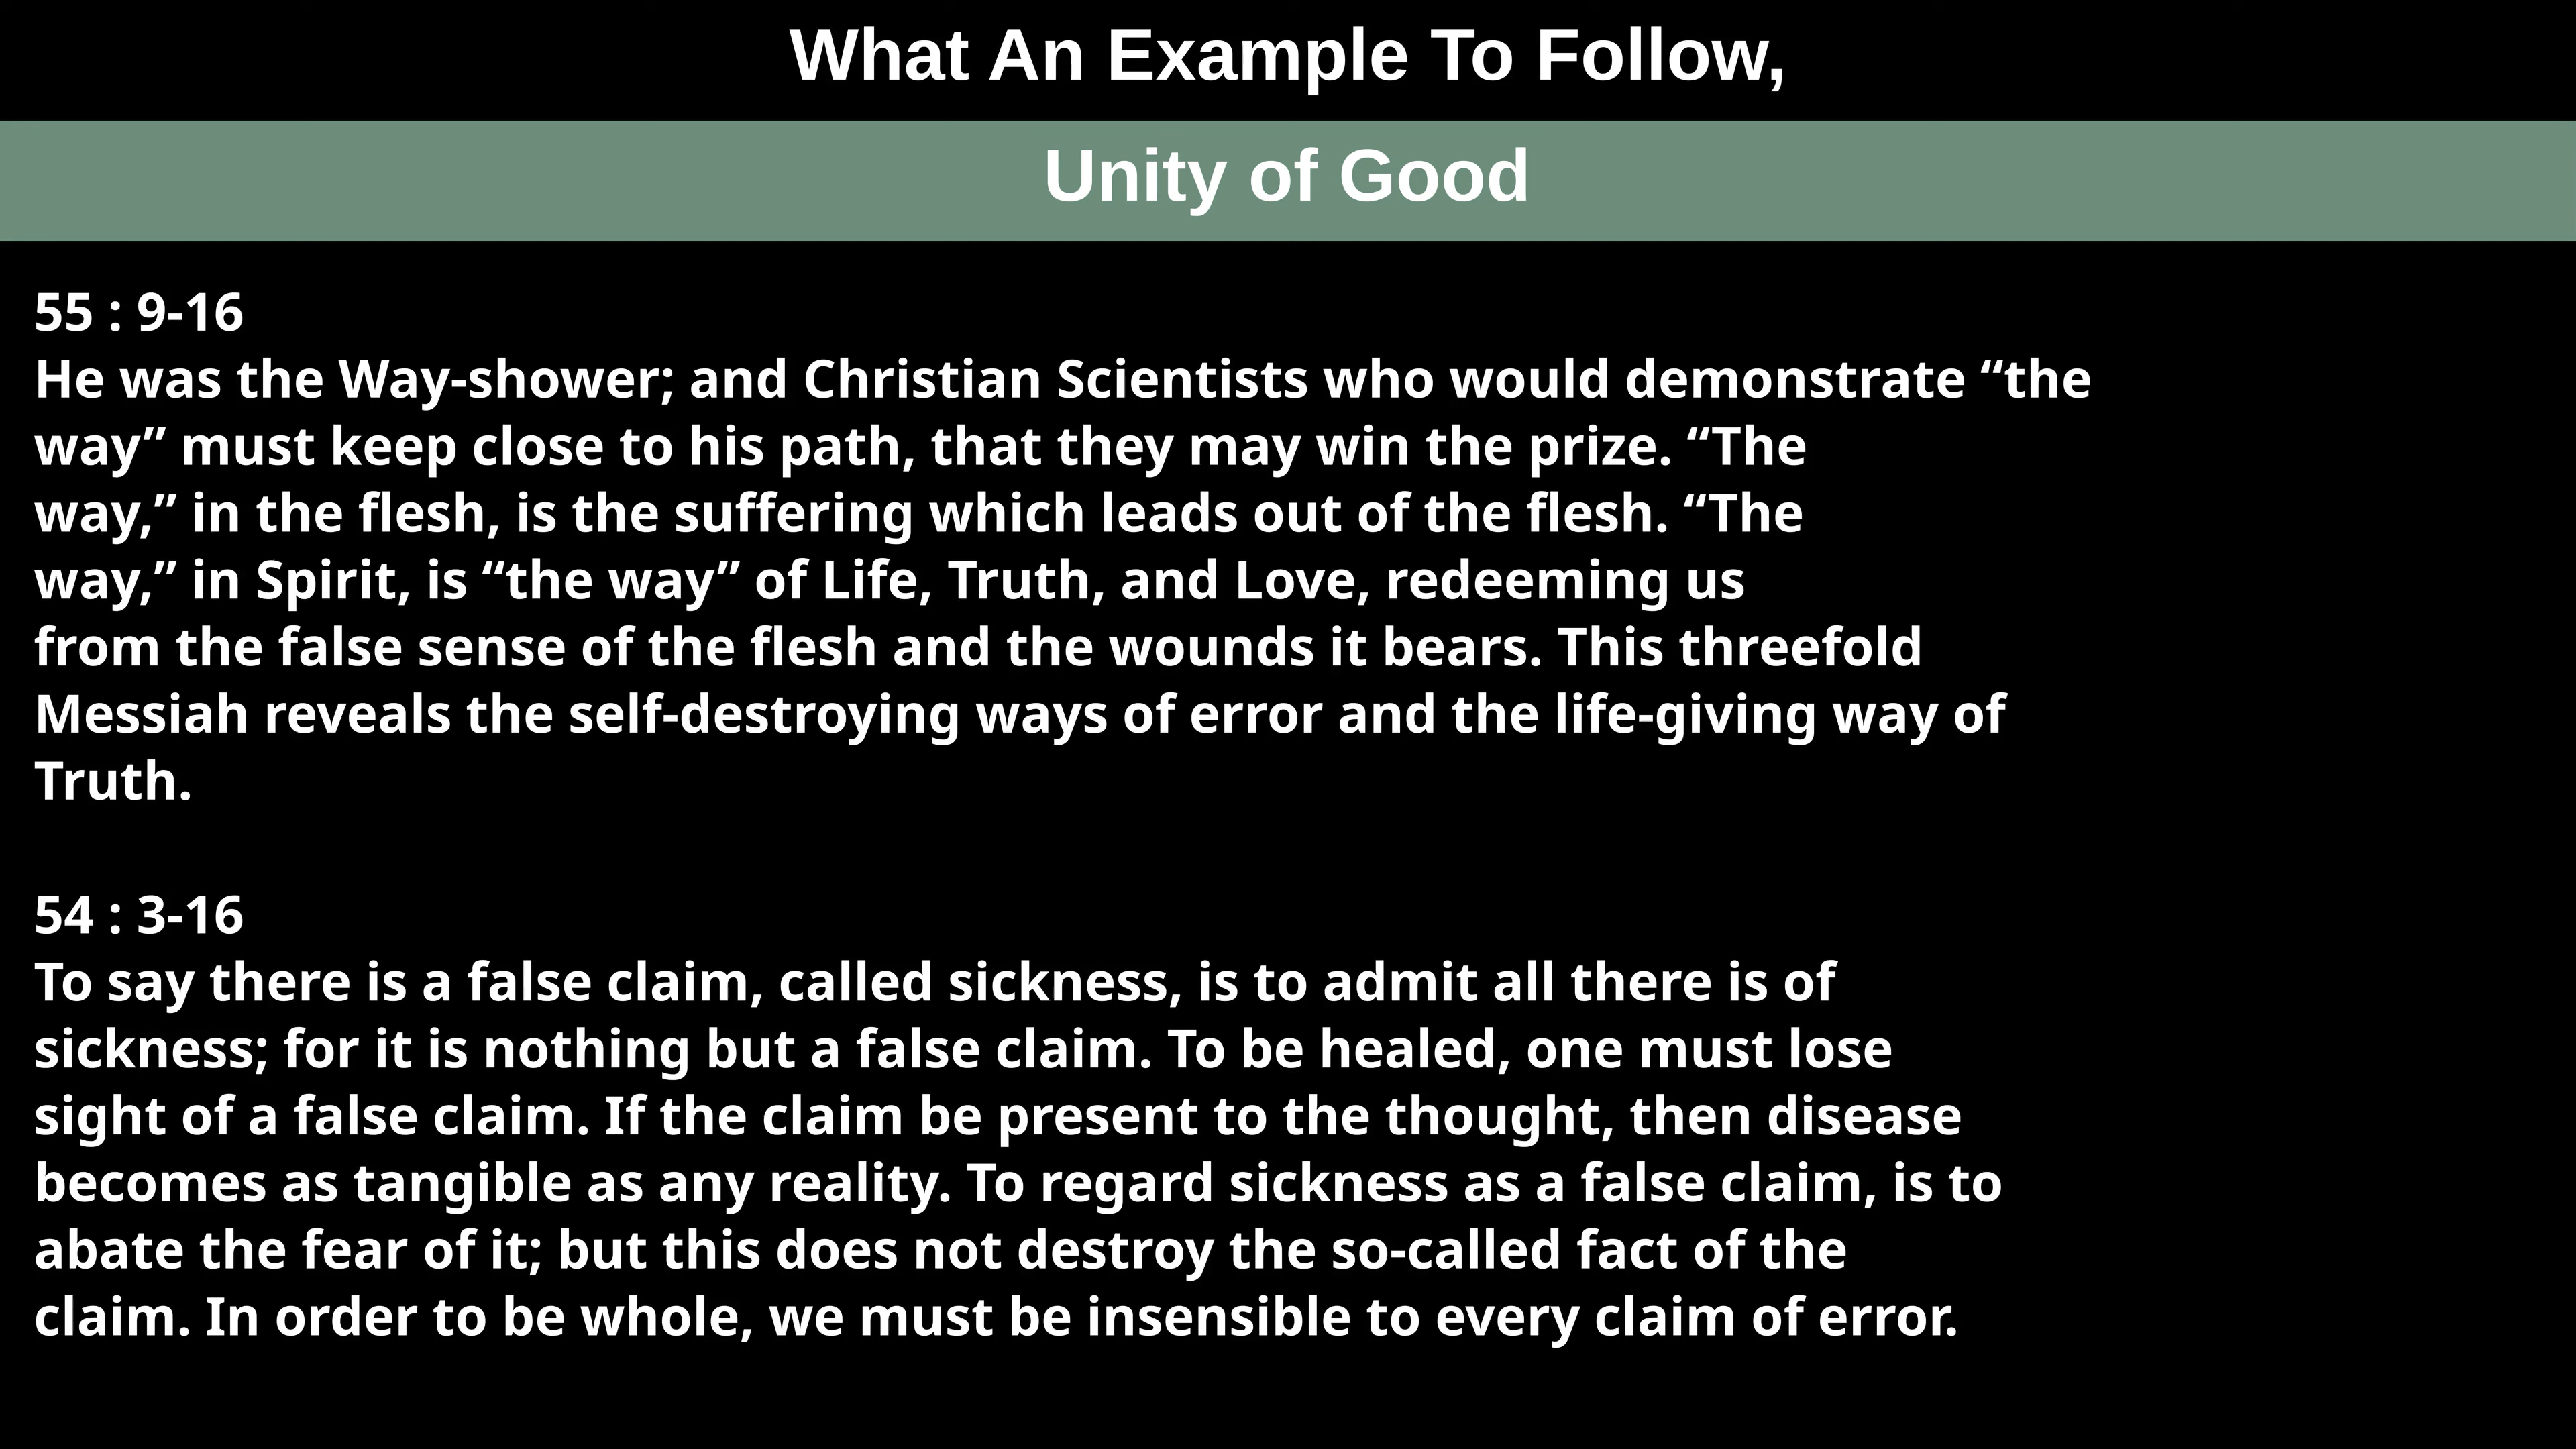 What An Example To Follow,
Unity of Good
55 : 9-16
He was the Way-shower; and Christian Scientists who would demonstrate “the
way” must keep close to his path, that they may win the prize. “The
way,” in the flesh, is the suffering which leads out of the flesh. “The
way,” in Spirit, is “the way” of Life, Truth, and Love, redeeming us
from the false sense of the flesh and the wounds it bears. This threefold
Messiah reveals the self-destroying ways of error and the life-giving way of
Truth.
54 : 3-16
To say there is a false claim, called sickness, is to admit all there is of
sickness; for it is nothing but a false claim. To be healed, one must lose
sight of a false claim. If the claim be present to the thought, then disease
becomes as tangible as any reality. To regard sickness as a false claim, is to
abate the fear of it; but this does not destroy the so-called fact of the
claim. In order to be whole, we must be insensible to every claim of error.